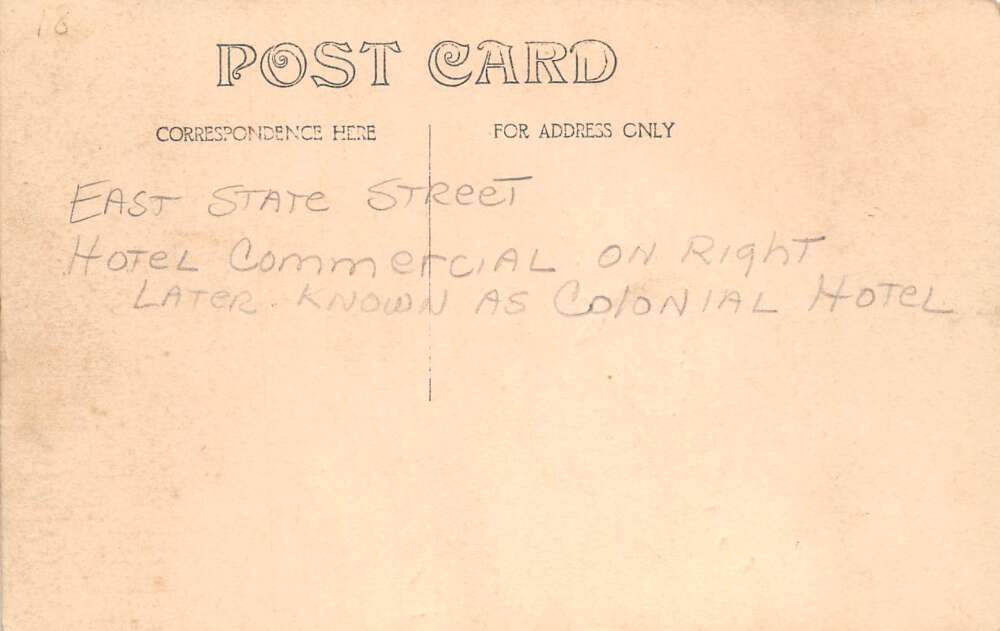 16
POST CARD
CORRESPONDENCE HERE
FOR ADDRESS ONLY
EAST STATE STREET
HOTEL COMMERCIAL ON RIGHT
LATER KNOWN AS COLONIAL HOTEL